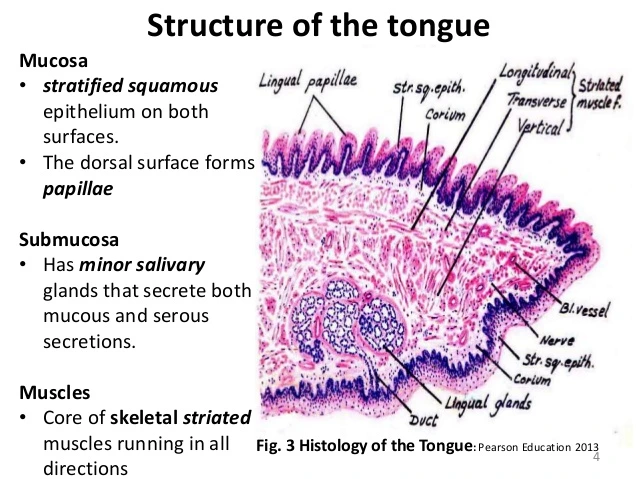 Structure of the tongue
Mucosa
• stratified squamous
epithelium on both
surfaces.
• The dorsal surface forms
papillae
Submucosa
• Has minor salivary
glands that secrete both
mucous and serous
secretions.
Muscles
• Core of skeletal striated
muscles running in all
directions
Lingual papillae
Str. sq. epith.
Corium
Longitudinal
Transverse
Vertical
Striated
muscle f.
Bl. vessel
Nerve
Str. sq. epith.
Corium
Lingual glands
Duct
Fig. 3 Histology of the Tongue: Pearson Education 2013
4